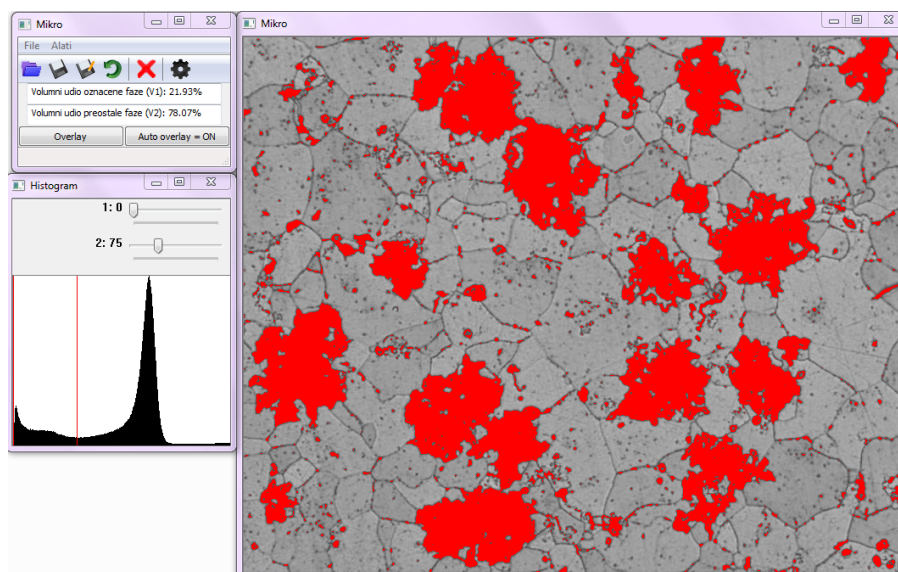 Mikro
File Alati
Volumni udio oznacene faze (V1): 21.93%
Volumni udio preostale faze (V2): 78.07%
Overlay
Auto overlay = ON
Histogram
1: 0
2: 75
Mikro